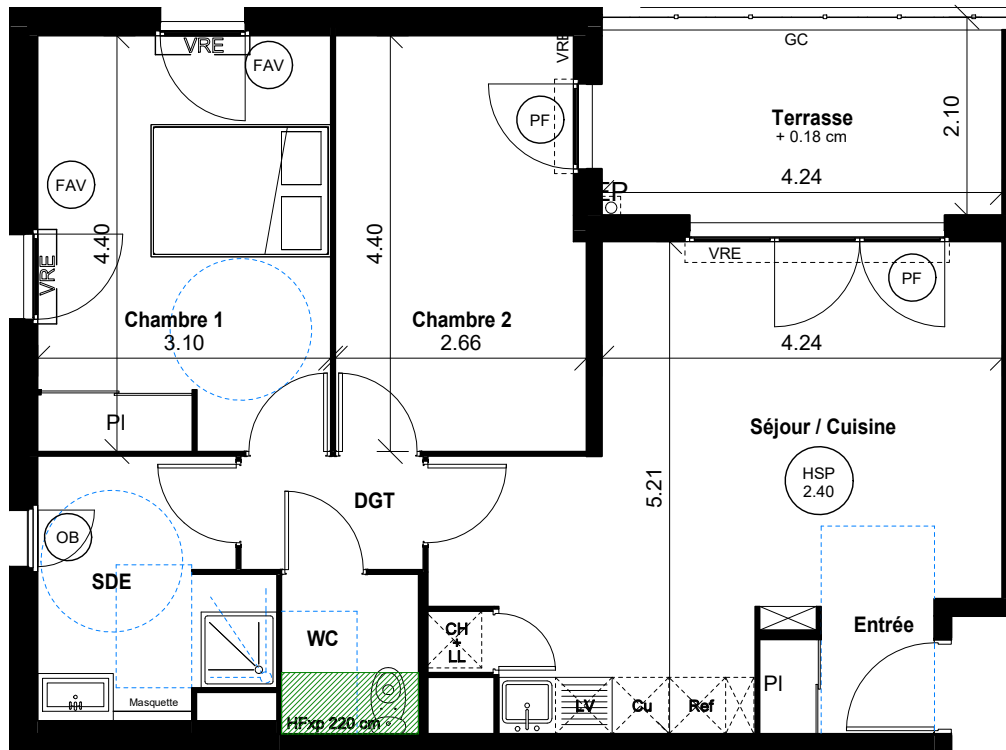 VRE
FAV
GC
VRE
PF
Terrasse
+ 0.18 cm
2.10
4.24
FAV
4.40
4.40
VRE
VRE
PF
Chambre 1
3.10
Chambre 2
2.66
4.24
Pl
Séjour / Cuisine
HSP
2.40
5.21
DGT
OB
SDE
WC
CH
+
LL
Entrée
Pl
Masquette
HFxp 220 cm
LV
Cu
Ref